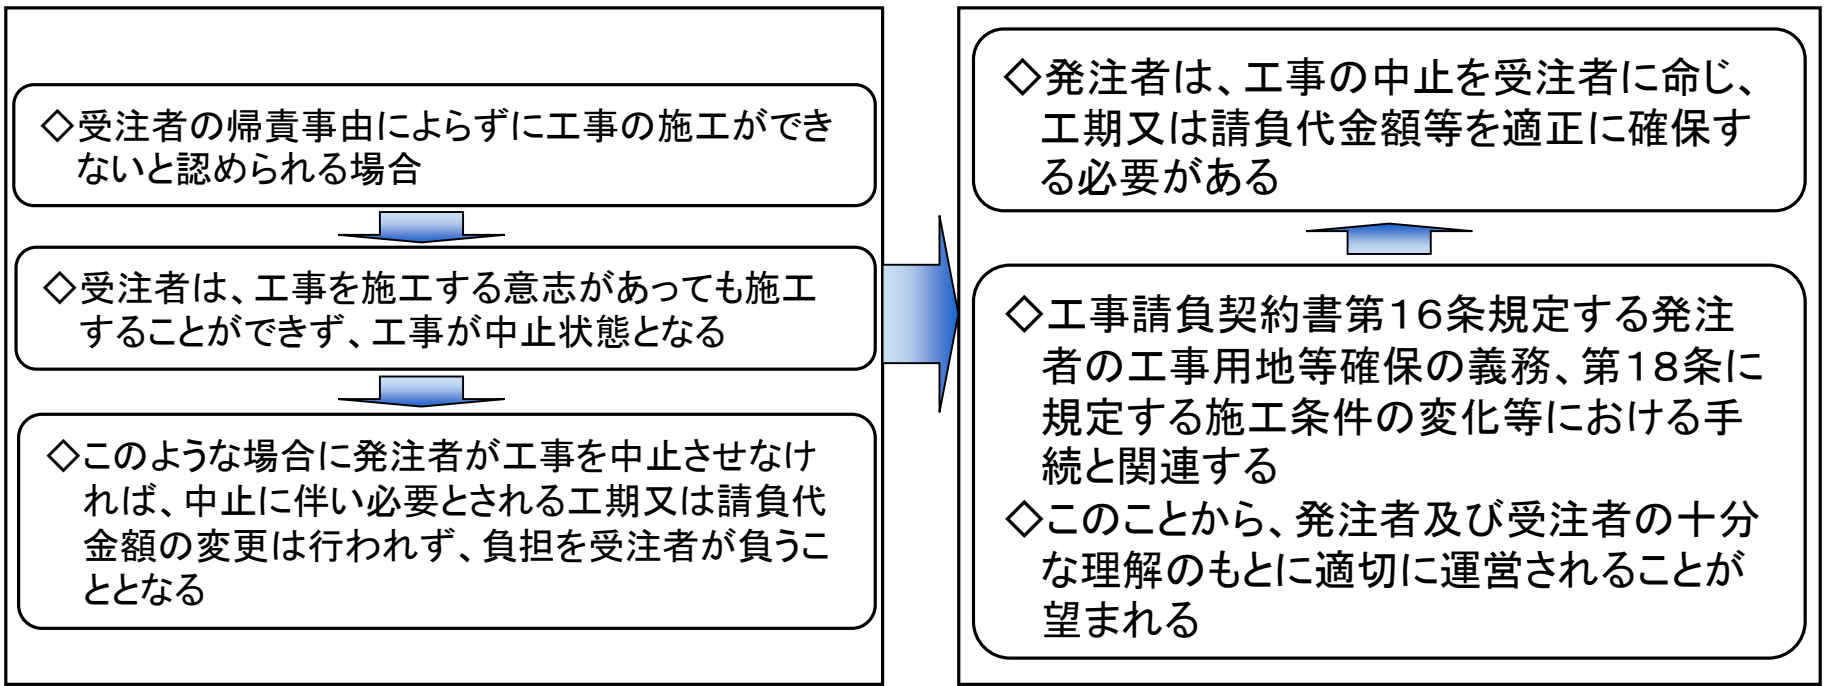 ◇受注者の帰責事由によらずに工事の施工ができ
ないと認められる場合
◇受注者は、工事を施工する意志があっても施工
することができず、工事が中止状態となる
◇このような場合に発注者が工事を中止させなけ
れば、中止に伴い必要とされる工期又は請負代
金額の変更は行われず、負担を受注者が負うこ
ととなる
◇発注者は、工事の中止を受注者に命じ、
工期又は請負代金額等を適正に確保す
る必要がある
◇工事請負契約書第16条規定する発注
者の工事用地等確保の義務、第18条に
規定する施工条件の変化等における手
続と関連する
◇このことから、発注者及び受注者の十分
な理解のもとに適切に運営されることが
望まれる